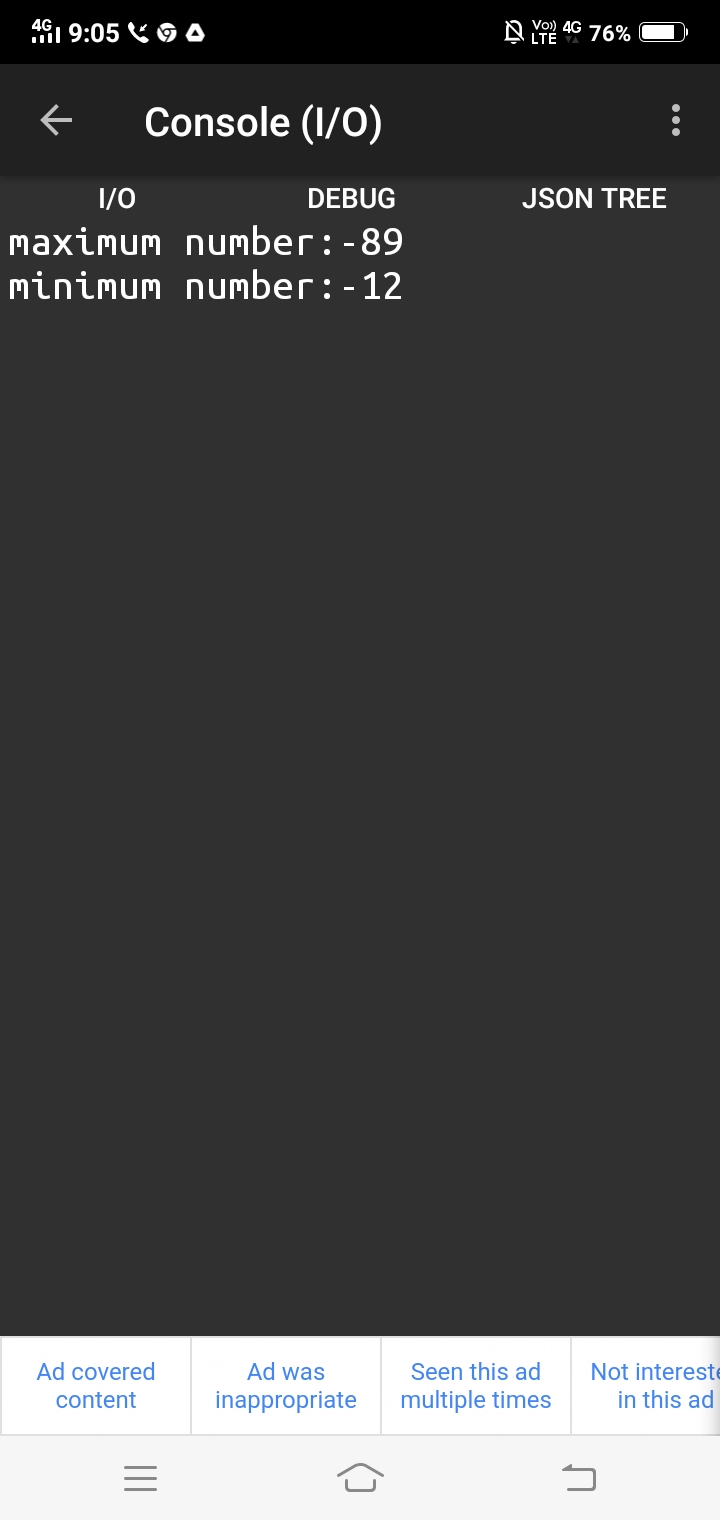 4G 9:05 Vo)) LTE 4G 76%
Console (I/O)
I/O DEBUG JSON TREE
maximum number:-89
minimum number:-12
Ad covered content
Ad was inappropriate
Seen this ad multiple times
Not intereste in this ad